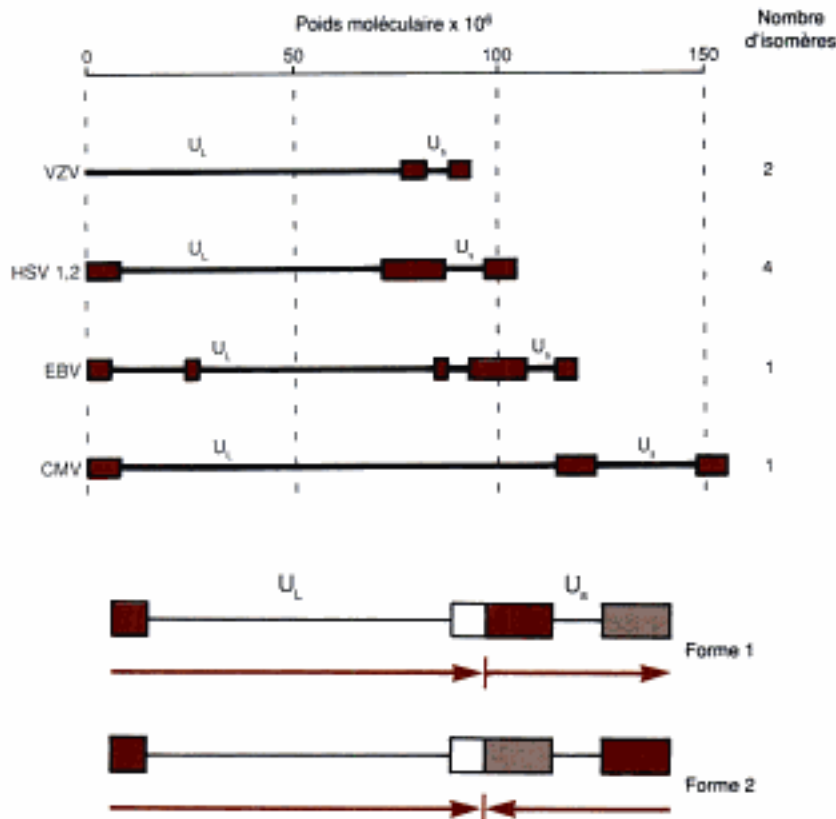 Poids moléculaire x 10⁶
Nombre
d'isomères
0 50 100 150
U_L U_s
VZV 2
U_L U_s
HSV 1,2 4
U_L U_s
EBV 1
U_L U_s
CMV 1
U_L U_s
Forme 1
Forme 2